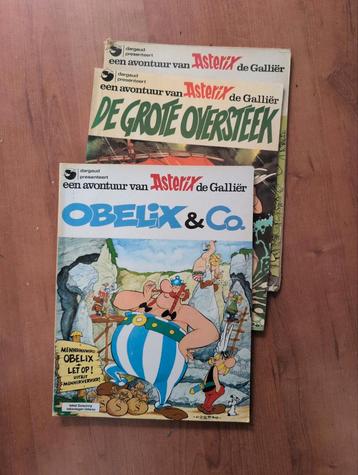 dargaud
presenteert
een avontuur van Asterix de Galliër
dargaud
presenteert
een avontuur van Asterix de Galliër
DE GROTE OVERSTEEK
dargaud
presenteert
een avontuur van Asterix de Galliër
OBELIX & Co.
OBELIX
LET OP!
UITRIT